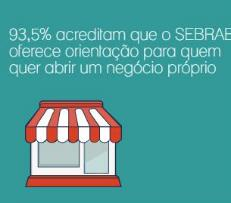 93,5% acreditam que o SEBRAE
oferece orientação para quem
quer abrir um negócio próprio